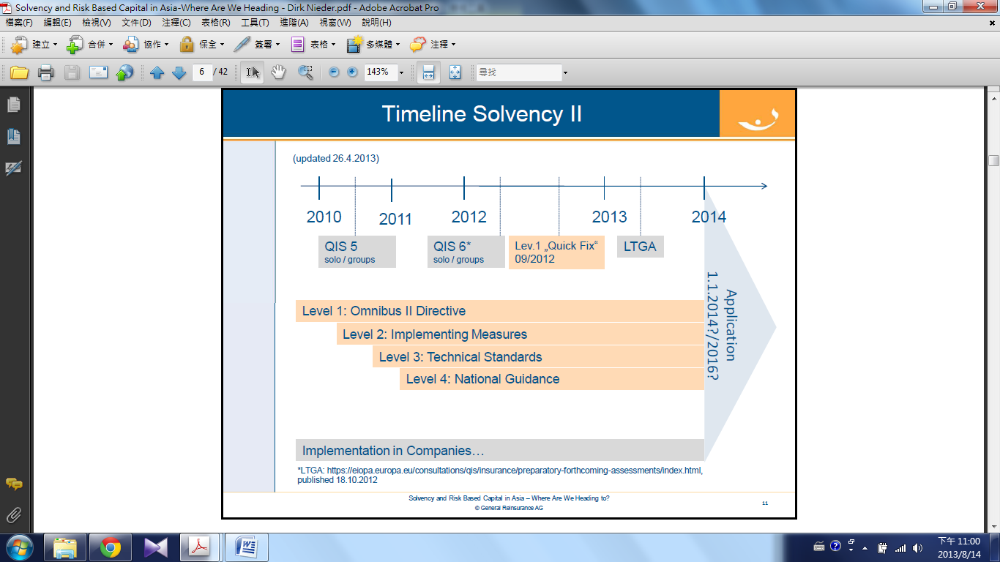 Solvency and Risk Based Capital in Asia-Where Are We Heading - Dirk Nieder.pdf - Adobe Acrobat Pro
檔案(F) 編輯(E) 檢視(V) 文件(D) 注釋(C) 表格(R) 工具(T) 進階(A) 視窗(W) 說明(H)
建立 合併 協作 保全 簽署 表格 多媒體 注釋
6 / 42 143% 尋找
Timeline Solvency II
(updated 26.4.2013)
2010 2011 2012 2013 2014
QIS 5
solo / groups
QIS 6*
solo / groups
Lev.1 „Quick Fix“
09/2012
LTGA
Level 1: Omnibus II Directive
Level 2: Implementing Measures
Level 3: Technical Standards
Level 4: National Guidance
Application
1.1.2014?/2016?
Implementation in Companies…
*LTGA: https://eiopa.europa.eu/consultations/qis/insurance/preparatory-forthcoming-assessments/index.html,
published 18.10.2012
Solvency and Risk Based Capital in Asia – Where Are We Heading to?
© General Reinsurance AG
11
下午 11:00
2013/8/14